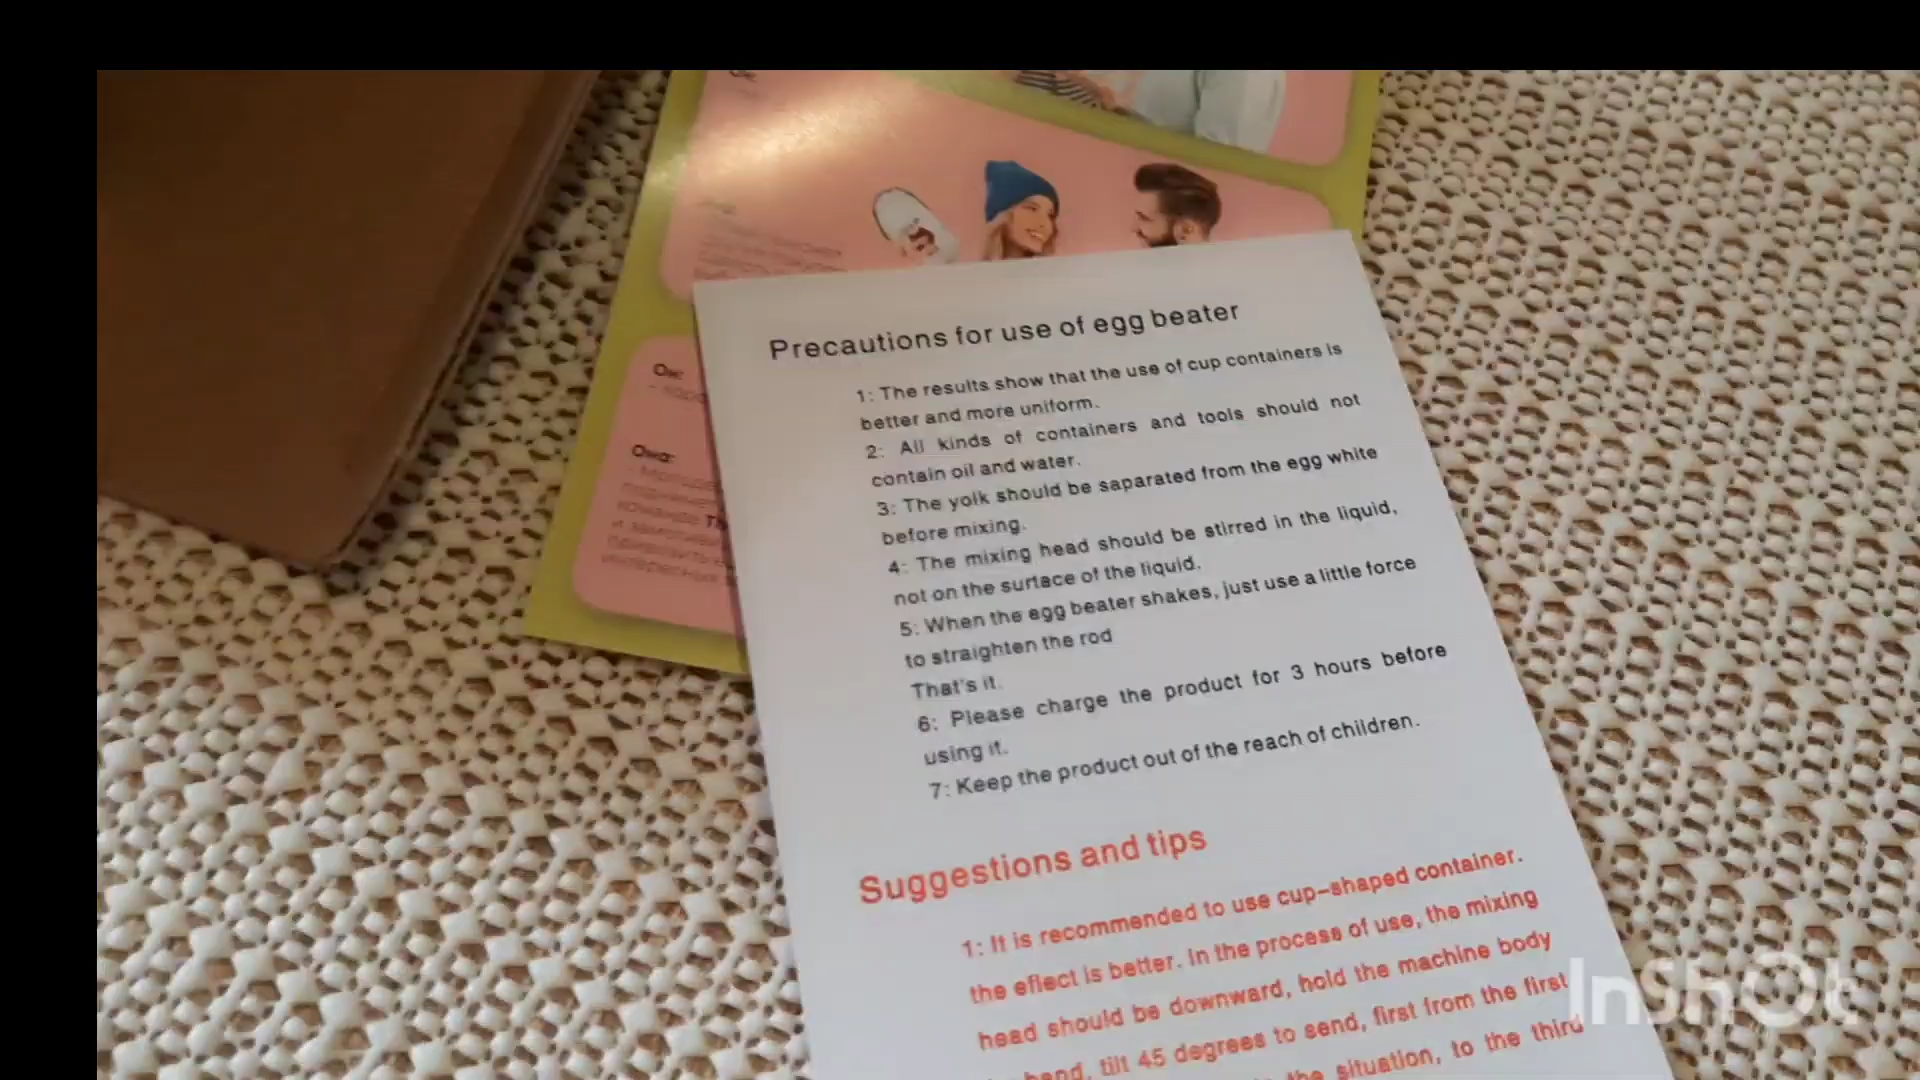 Он:
Она:
Precautions for use of egg beater
1: The results show that the use of cup containers is
better and more uniform.
2: All kinds of containers and tools should not
contain oil and water.
3: The yolk should be saparated from the egg white
before mixing.
4: The mixing head should be stirred in the liquid,
not on the surtace of the liquid.
5: When the egg beater shakes, just use a little force
to straighten the rod
That's it.
6: Please charge the product for 3 hours before
using it.
7: Keep the product out of the reach of children.
Suggestions and tips
1: It is recommended to use cup-shaped container.
the eflect is better. In the process of use, the mixing
head should be downward, hold the machine body
hand, tilt 45 degrees to send, first from the first
the situation, to the third
InShOt